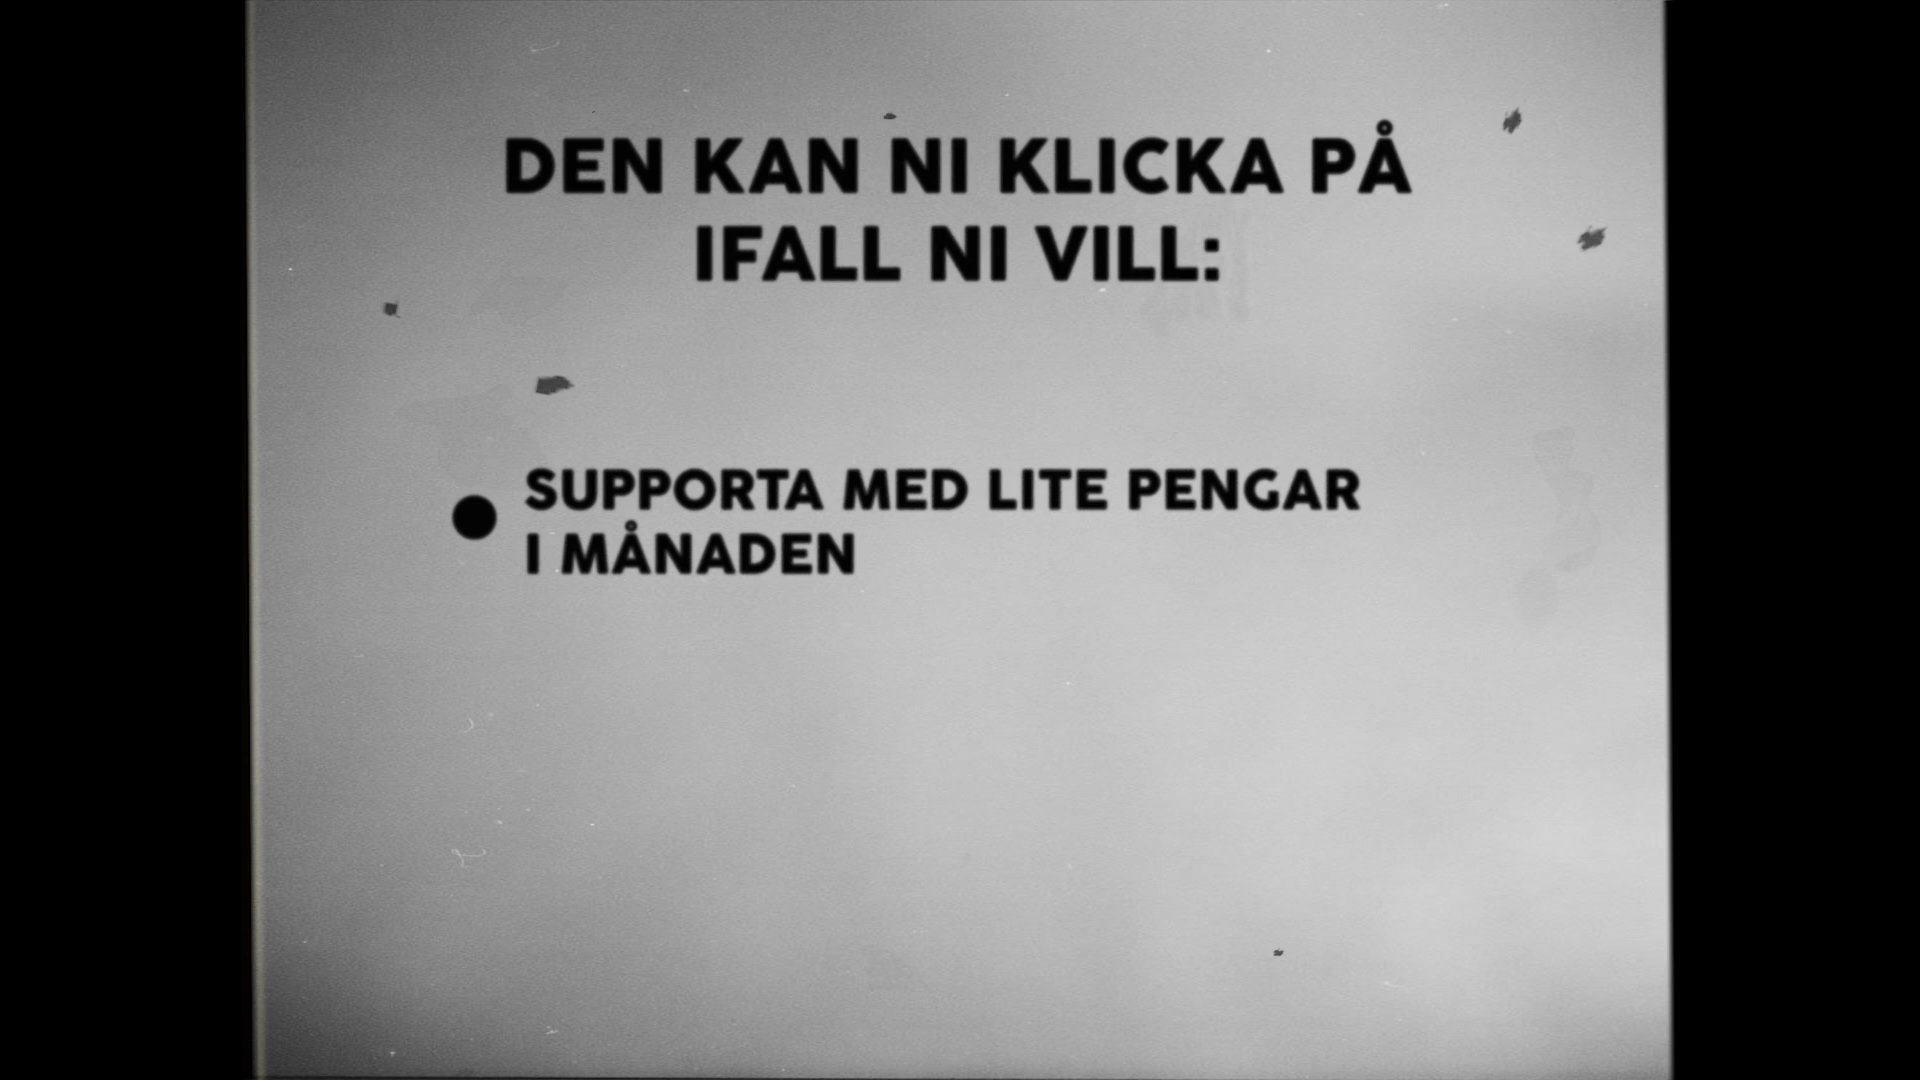 DEN KAN NI KLICKA PÅ
IFALL NI VILL:
● SUPPORTA MED LITE PENGAR
I MÅNADEN